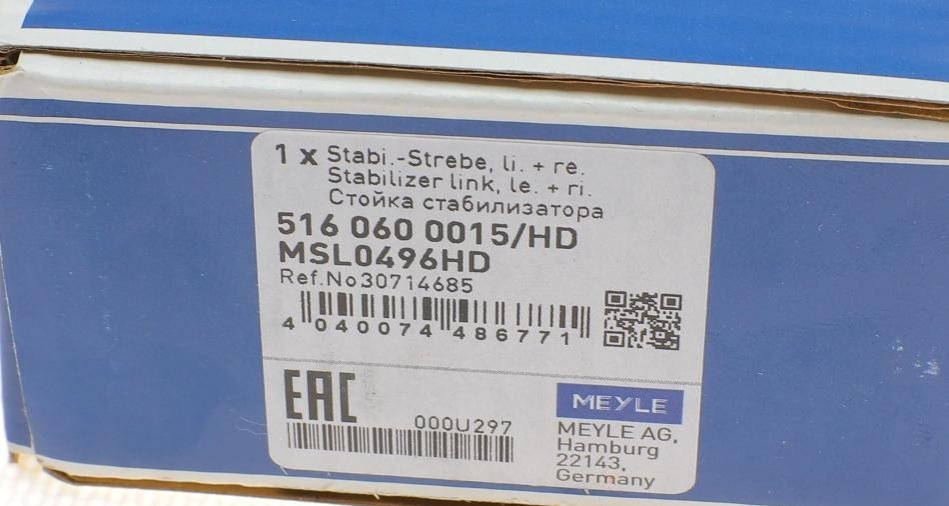 1 x Stabi.-Strebe, li. + re.
Stabilizer link, le. + ri.
Стойка стабилизатора
516 060 0015/HD
MSL0496HD
Ref.No30714685
4 040074 486771
EAC
000U297
MEYLE
MEYLE AG,
Hamburg
22143,
Germany